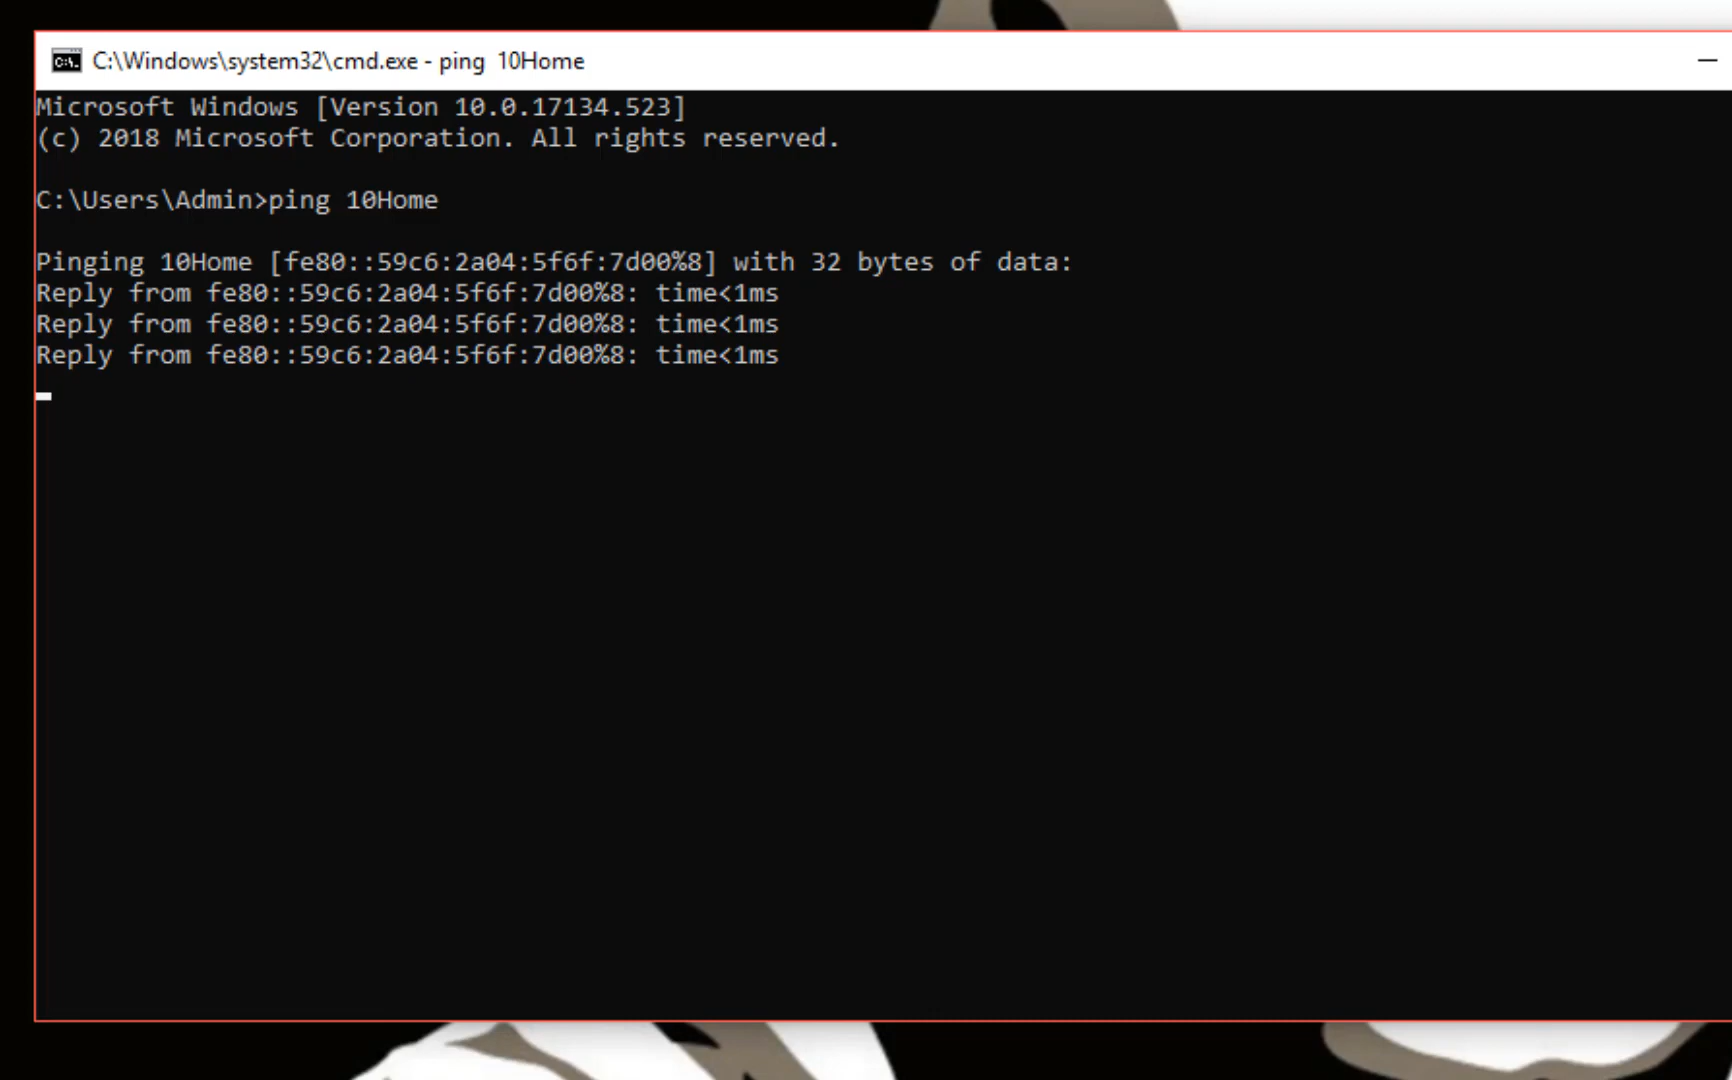 C:\Windows\system32\cmd.exe - ping  10Home
Microsoft Windows [Version 10.0.17134.523]
(c) 2018 Microsoft Corporation. All rights reserved.
C:\Users\Admin>ping 10Home
Pinging 10Home [fe80::59c6:2a04:5f6f:7d00%8] with 32 bytes of data:
Reply from fe80::59c6:2a04:5f6f:7d00%8: time<1ms
Reply from fe80::59c6:2a04:5f6f:7d00%8: time<1ms
Reply from fe80::59c6:2a04:5f6f:7d00%8: time<1ms